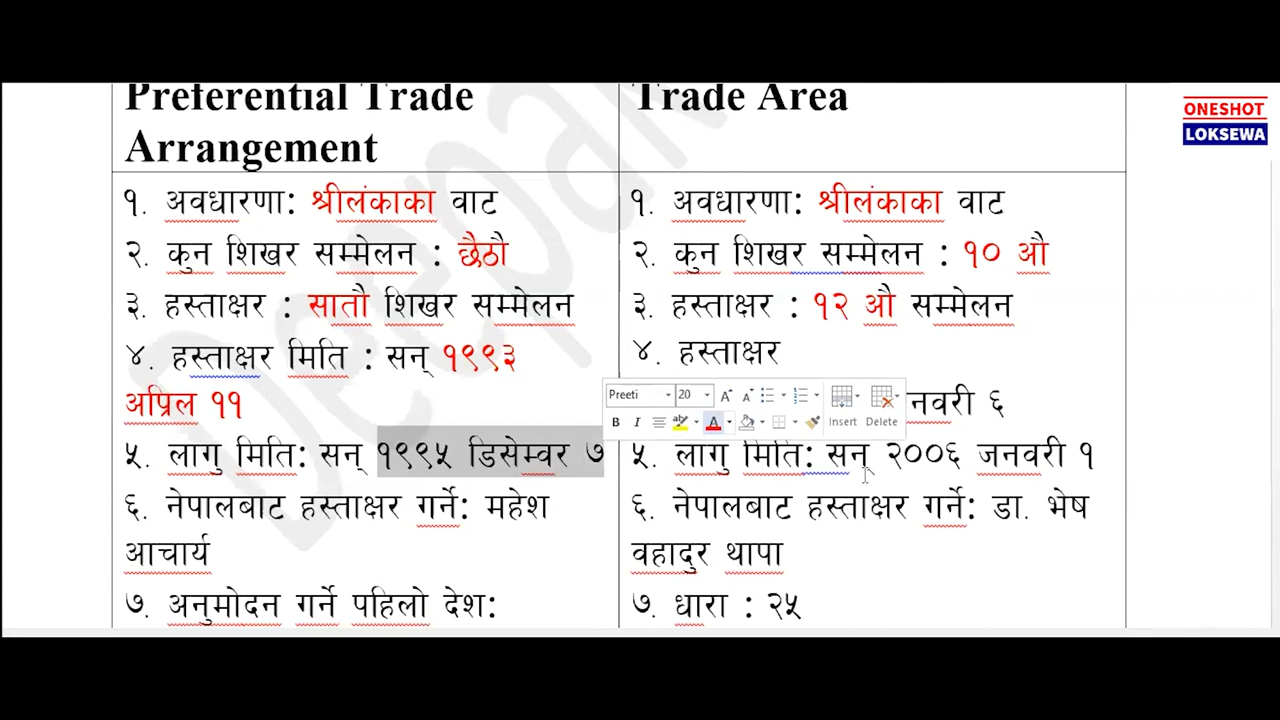 Preferential Trade
Arrangement
१. अवधारणा: श्रीलंकाका वाट
२. कुन शिखर सम्मेलन : छैठौ
३. हस्ताक्षर : सातौ शिखर सम्मेलन
४. हस्ताक्षर मिति : सन् १९९३
अप्रिल ११
५. लागु मिति: सन् १९९५ डिसेम्वर ७
६. नेपालबाट हस्ताक्षर गर्ने: महेश
आचार्य
७. अनुमोदन गर्ने पहिलो देश:
Trade Area
१. अवधारणा: श्रीलंकाका वाट
२. कुन शिखर सम्मेलन : १० औ
३. हस्ताक्षर : १२ औ सम्मेलन
४. हस्ताक्षर
नवरी ६
५. लागु मिति: सन् २००६ जनवरी १
६. नेपालबाट हस्ताक्षर गर्ने: डा. भेष
वहादुर थापा
७. धारा : २५
Preeti 20
B I A Insert Delete
ONESHOT
LOKSEWA
Deepak